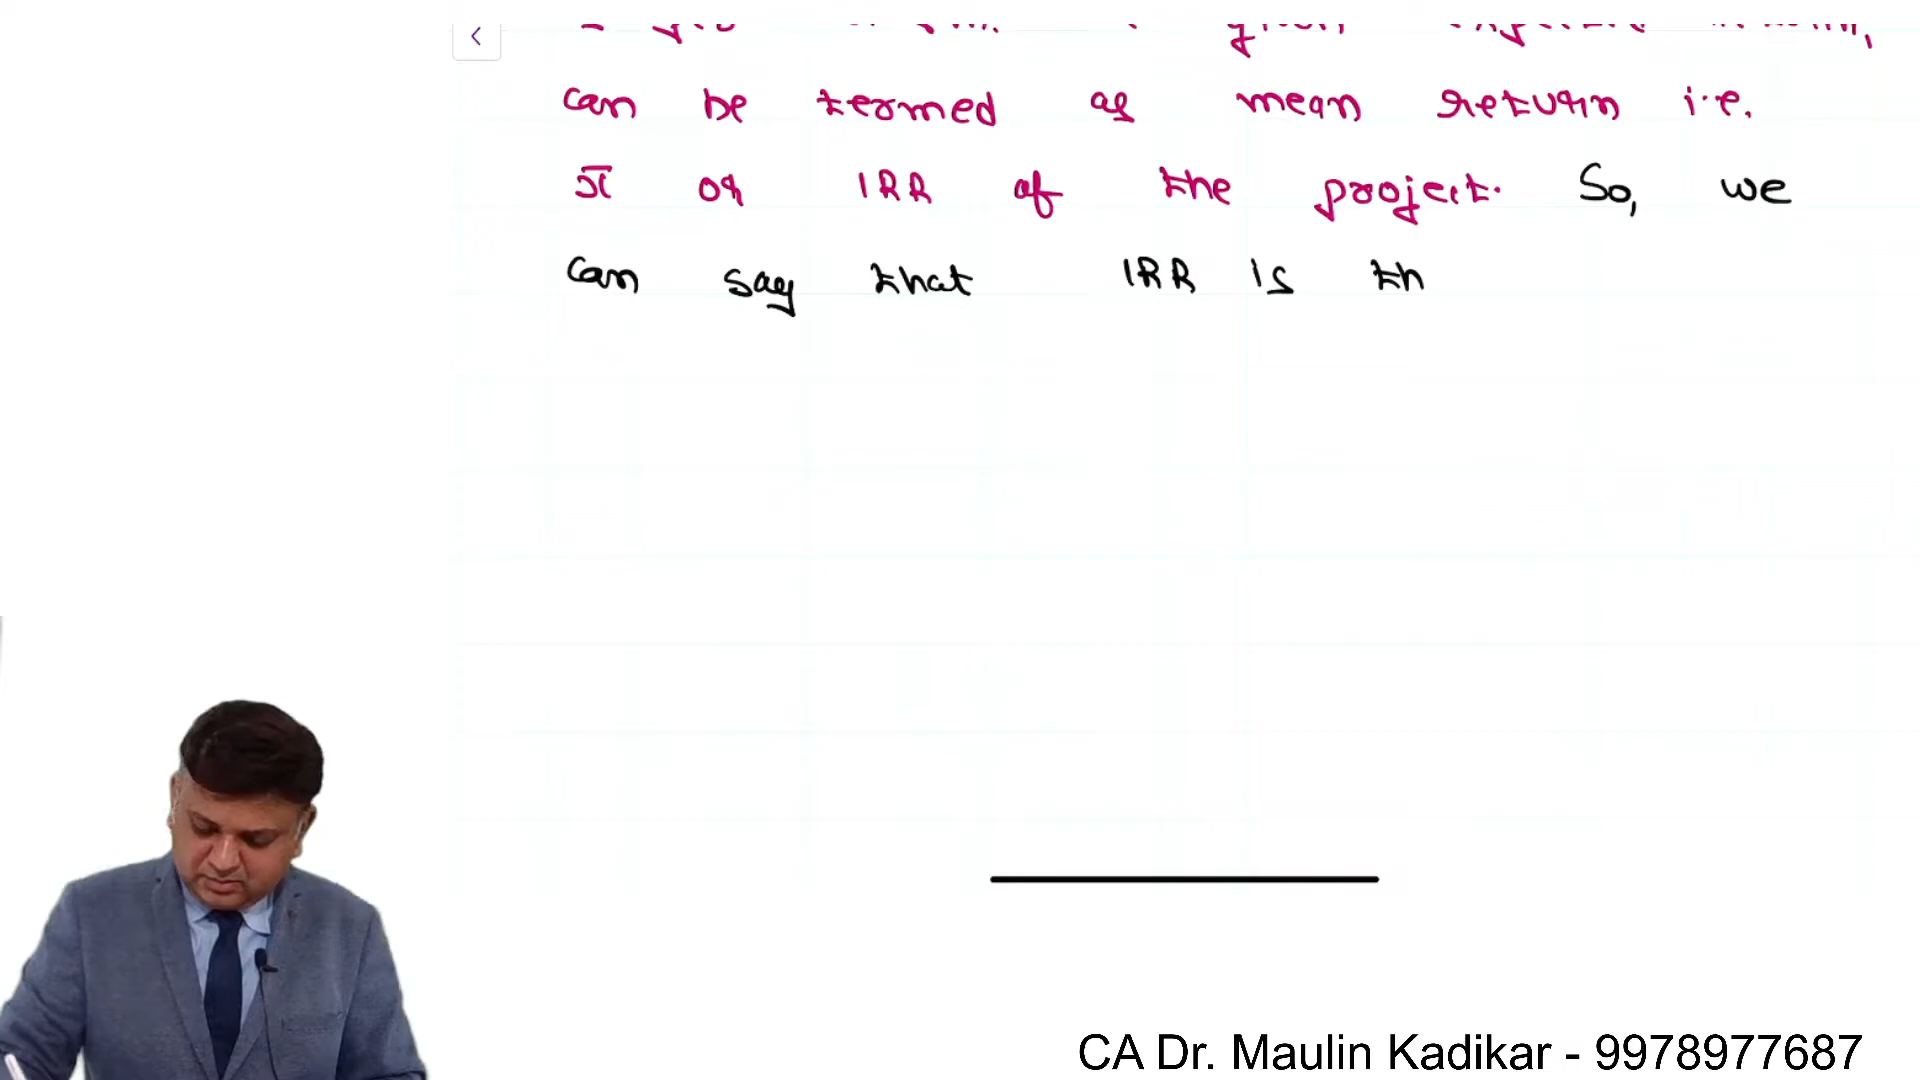 can be termed as mean return i.e.
x̄ or IRR of the project. So, we
can say that IRR is th
CA Dr. Maulin Kadikar - 9978977687